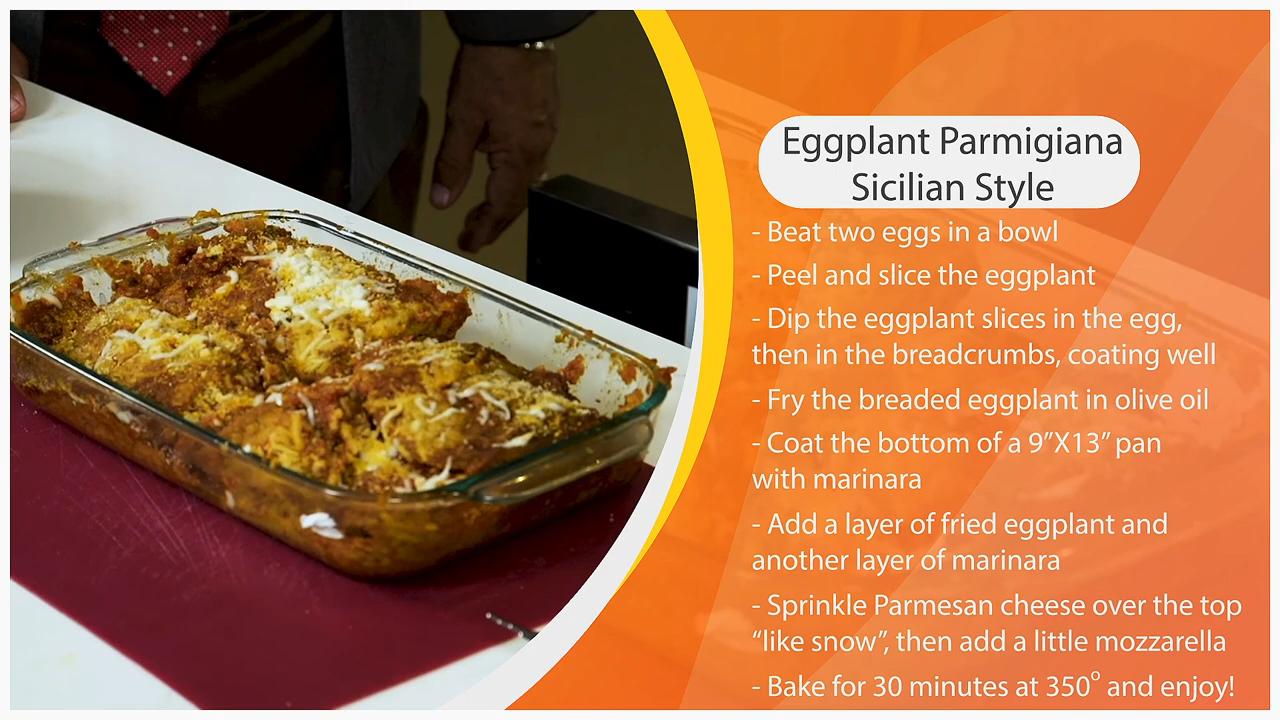 Eggplant Parmigiana
Sicilian Style
- Beat two eggs in a bowl
- Peel and slice the eggplant
- Dip the eggplant slices in the egg,
then in the breadcrumbs, coating well
- Fry the breaded eggplant in olive oil
- Coat the bottom of a 9”X13” pan
with marinara
- Add a layer of fried eggplant and
another layer of marinara
- Sprinkle Parmesan cheese over the top
“like snow”, then add a little mozzarella
- Bake for 30 minutes at 350° and enjoy!